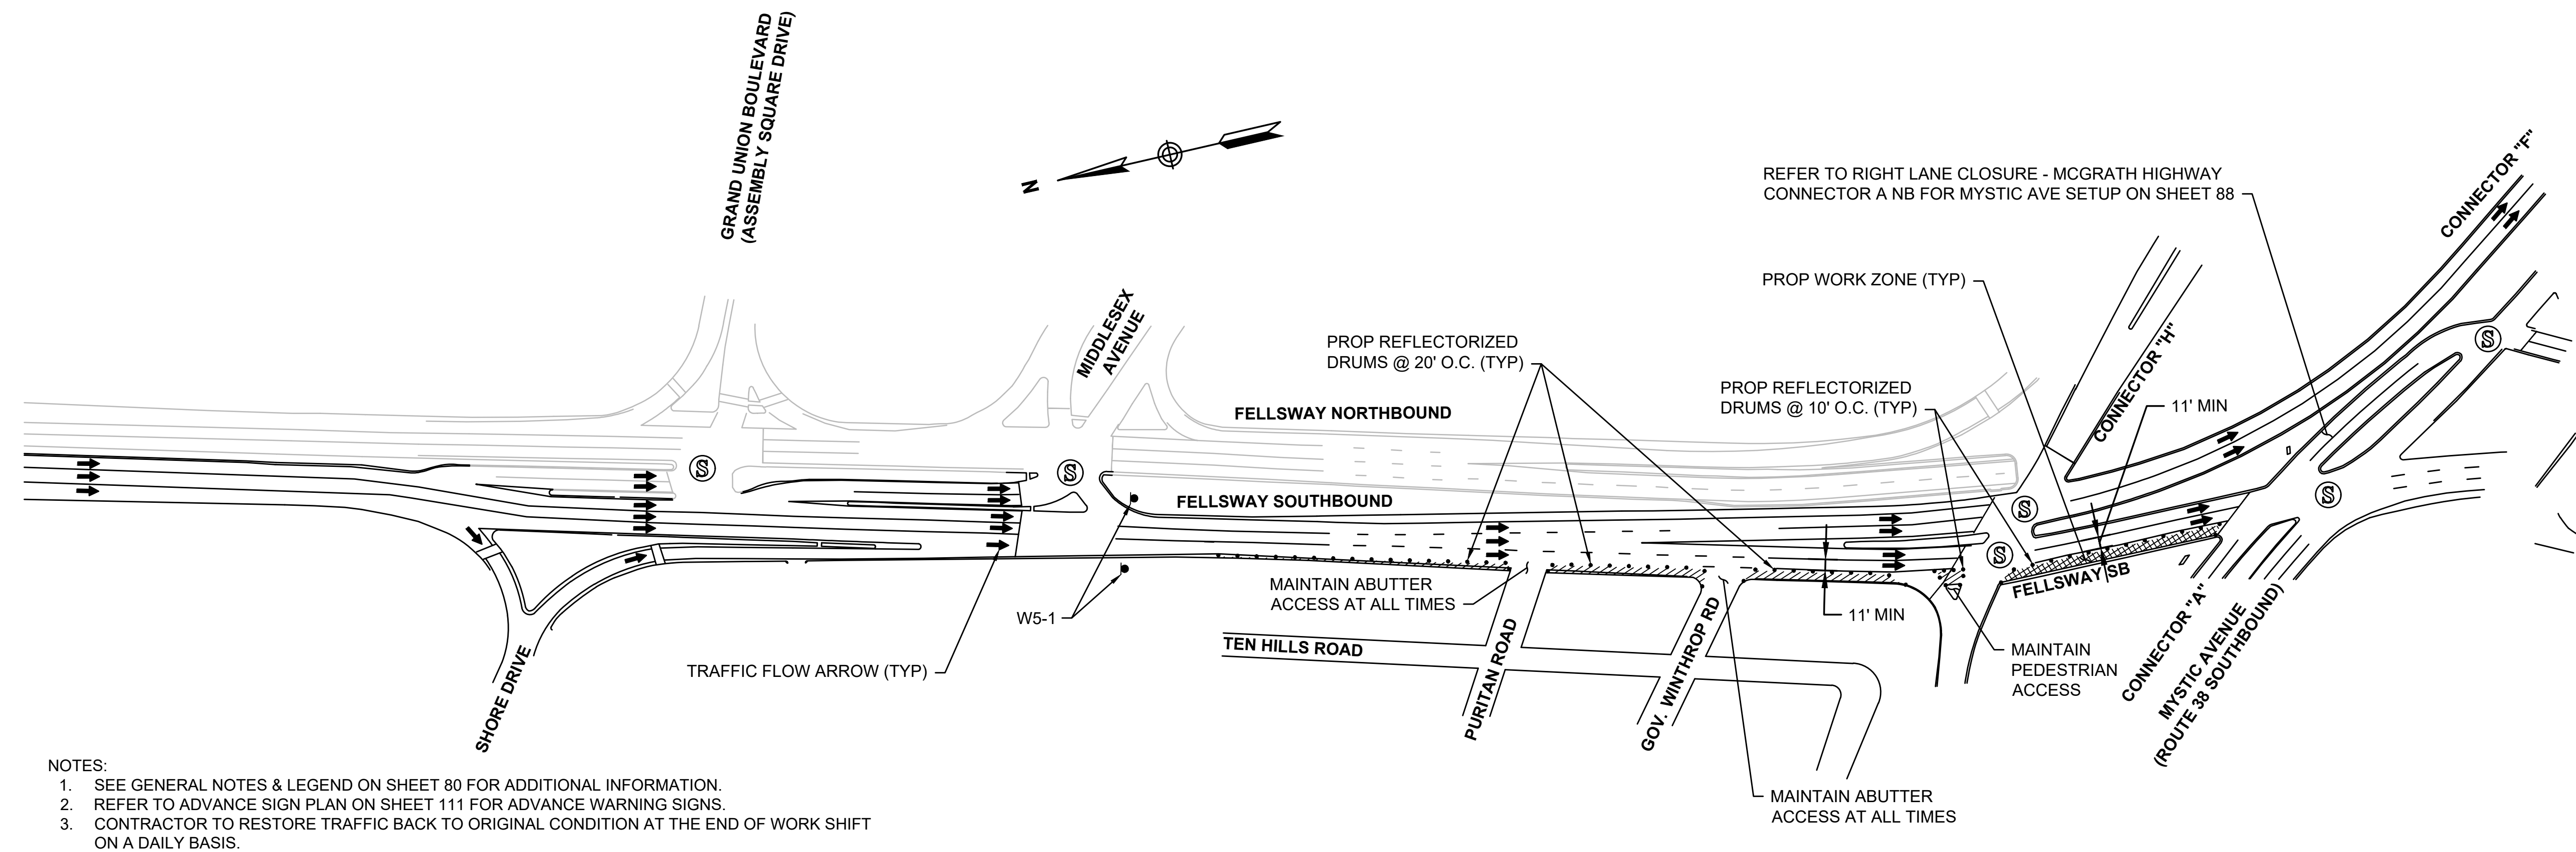 GRAND UNION BOULEVARD
(ASSEMBLY SQUARE DRIVE)
N
MIDDLESEX
AVENUE
REFER TO RIGHT LANE CLOSURE - MCGRATH HIGHWAY
CONNECTOR A NB FOR MYSTIC AVE SETUP ON SHEET 88
CONNECTOR "F"
PROP WORK ZONE (TYP)
CONNECTOR "H"
PROP REFLECTORIZED
DRUMS @ 20' O.C. (TYP)
PROP REFLECTORIZED
DRUMS @ 10' O.C. (TYP)
11' MIN
FELLSWAY NORTHBOUND
S
S
S
S
S
S
FELLSWAY SOUTHBOUND
MAINTAIN ABUTTER
ACCESS AT ALL TIMES
FELLSWAY SB
W5-1
11' MIN
TEN HILLS ROAD
TRAFFIC FLOW ARROW (TYP)
SHORE DRIVE
PURITAN ROAD
GOV. WINTHROP RD
MAINTAIN
PEDESTRIAN
ACCESS
CONNECTOR "A"
MYSTIC AVENUE
(ROUTE 38 SOUTHBOUND)
MAINTAIN ABUTTER
ACCESS AT ALL TIMES
NOTES:
1. SEE GENERAL NOTES & LEGEND ON SHEET 80 FOR ADDITIONAL INFORMATION.
2. REFER TO ADVANCE SIGN PLAN ON SHEET 111 FOR ADVANCE WARNING SIGNS.
3. CONTRACTOR TO RESTORE TRAFFIC BACK TO ORIGINAL CONDITION AT THE END OF WORK SHIFT
ON A DAILY BASIS.